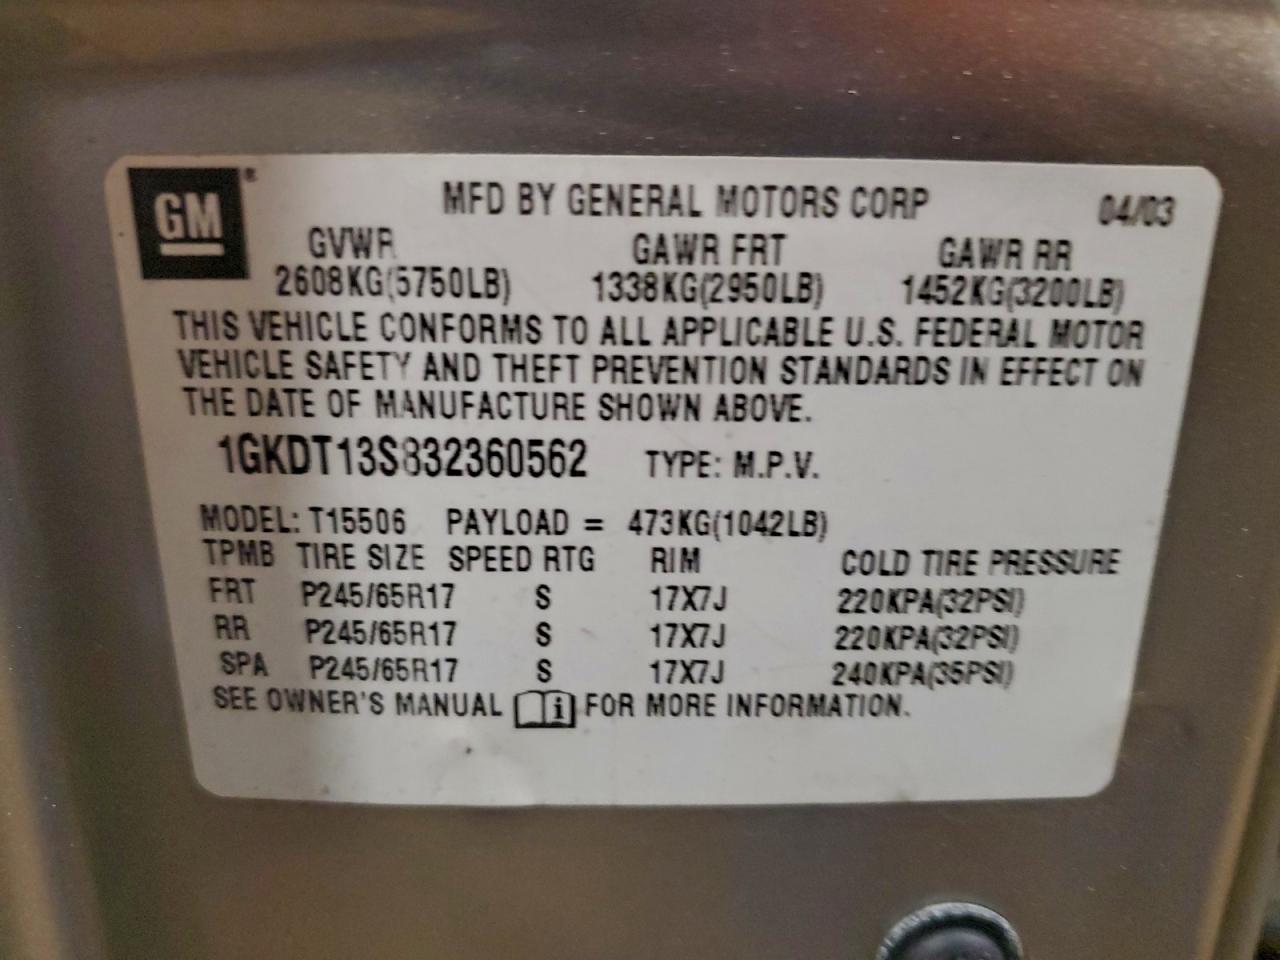 GM®
MFD BY GENERAL MOTORS CORP 04/03
GVWR GAWR FRT GAWR RR
2608KG(5750LB) 1338KG(2950LB) 1452KG(3200LB)
THIS VEHICLE CONFORMS TO ALL APPLICABLE U.S. FEDERAL MOTOR
VEHICLE SAFETY AND THEFT PREVENTION STANDARDS IN EFFECT ON
THE DATE OF MANUFACTURE SHOWN ABOVE.
1GKDT13S832360562 TYPE: M.P.V.
MODEL: T15506 PAYLOAD = 473KG(1042LB)
TPMB TIRE SIZE SPEED RTG RIM COLD TIRE PRESSURE
FRT P245/65R17 S 17X7J 220KPA(32PSI)
RR P245/65R17 S 17X7J 220KPA(32PSI)
SPA P245/65R17 S 17X7J 240KPA(35PSI)
SEE OWNER'S MANUAL i FOR MORE INFORMATION.